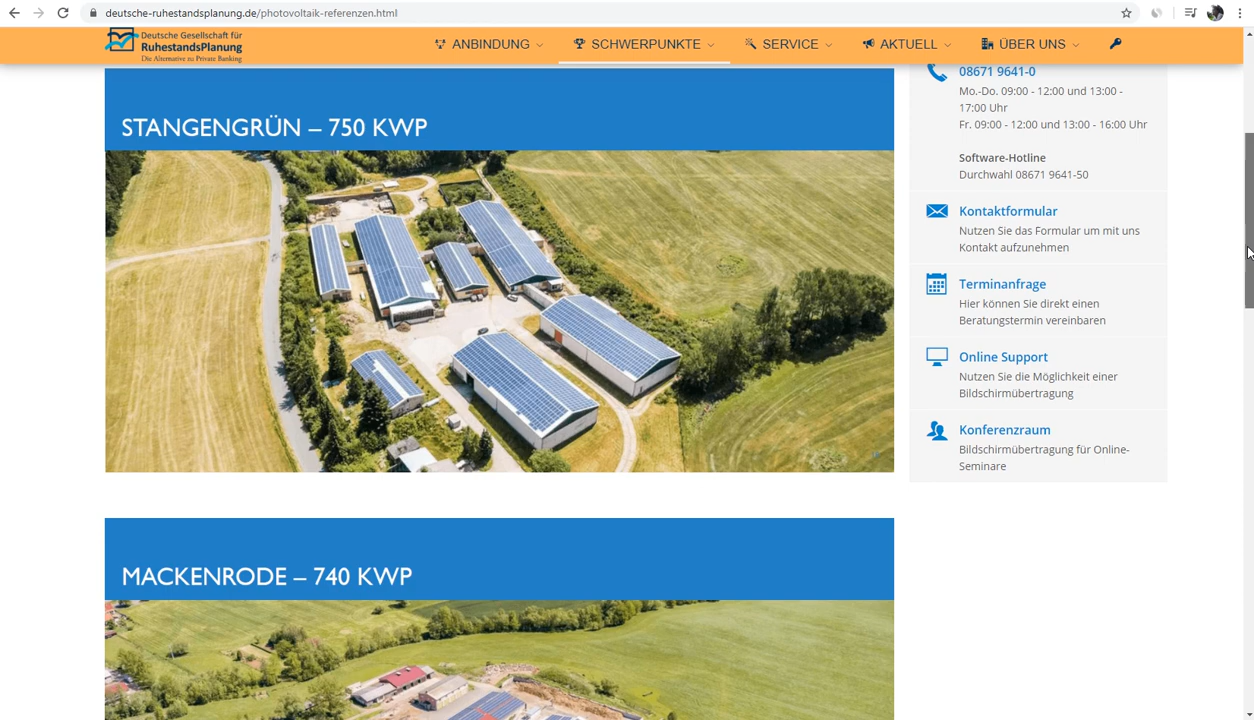 deutsche-ruhestandsplanung.de/photovoltaik-referenzen.html
Deutsche Gesellschaft für
RuhestandsPlanung
Die Alternative zu Private Banking
ANBINDUNG
SCHWERPUNKTE
SERVICE
AKTUELL
ÜBER UNS
STANGENGRÜN – 750 KWP
08671 9641-0
Mo.-Do. 09:00 - 12:00 und 13:00 -
17:00 Uhr
Fr. 09:00 - 12:00 und 13:00 - 16:00 Uhr
Software-Hotline
Durchwahl 08671 9641-50
Kontaktformular
Nutzen Sie das Formular um mit uns
Kontakt aufzunehmen
Terminanfrage
Hier können Sie direkt einen
Beratungstermin vereinbaren
Online Support
Nutzen Sie die Möglichkeit einer
Bildschirmübertragung
Konferenzraum
Bildschirmübertragung für Online-
Seminare
MACKENRODE – 740 KWP